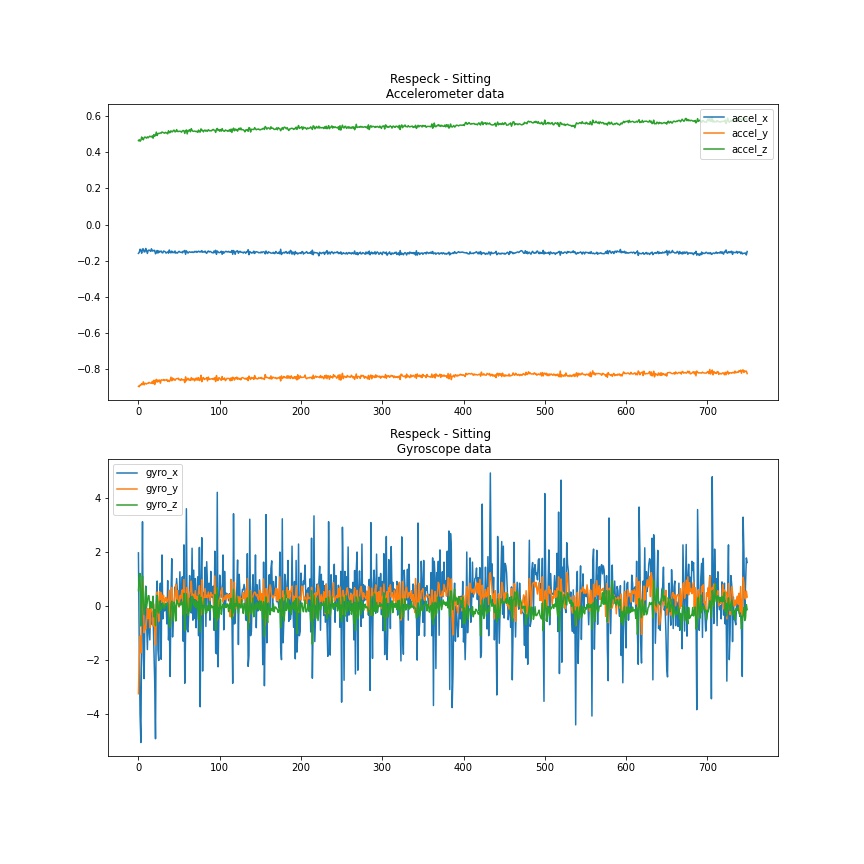 Respeck - Sitting
Accelerometer data
accel_x
accel_y
accel_z
0.6
0.4
0.2
0.0
−0.2
−0.4
−0.6
−0.8
0 100 200 300 400 500 600 700
Respeck - Sitting
Gyroscope data
gyro_x
gyro_y
gyro_z
4
2
0
−2
−4
0 100 200 300 400 500 600 700